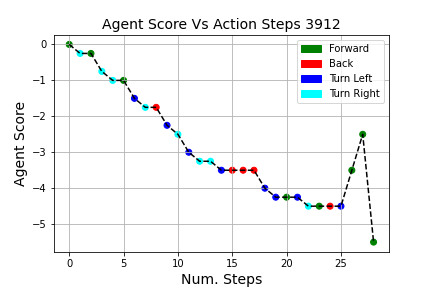 Agent Score Vs Action Steps 3912
Forward
Back
Turn Left
Turn Right
Agent Score
0
−1
−2
−3
−4
−5
0 5 10 15 20 25
Num. Steps